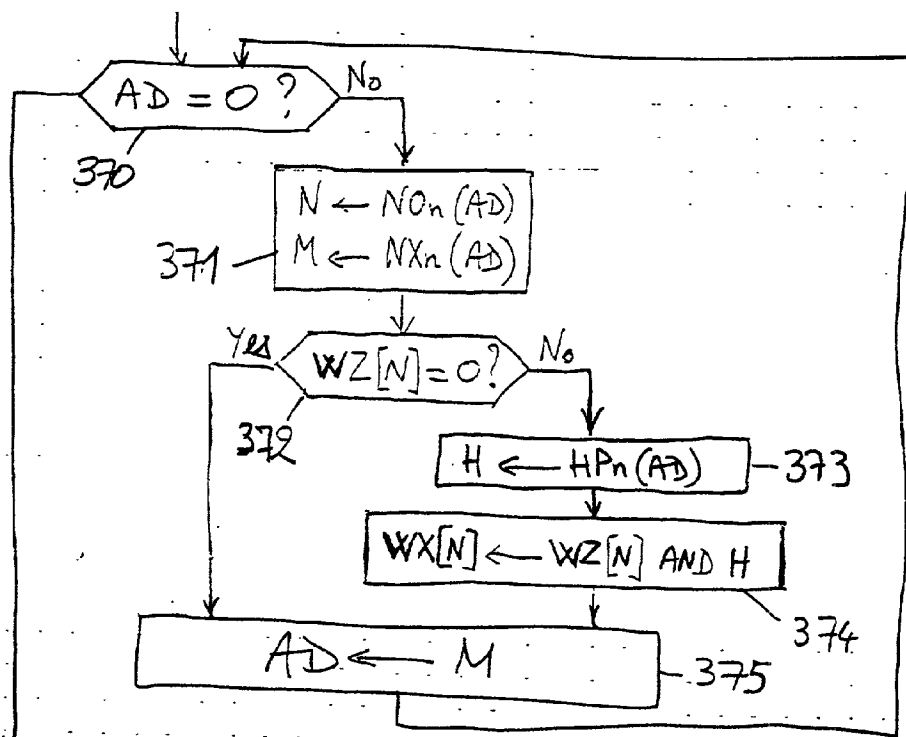 AD = 0 ?
No
370
N ← NOn (AD)
M ← NXn (AD)
371
Yes
WZ[N] = 0?
No
372
H ← HPn (AD)
373
WX[N] ← WZ[N] AND H
374
AD ← M
375